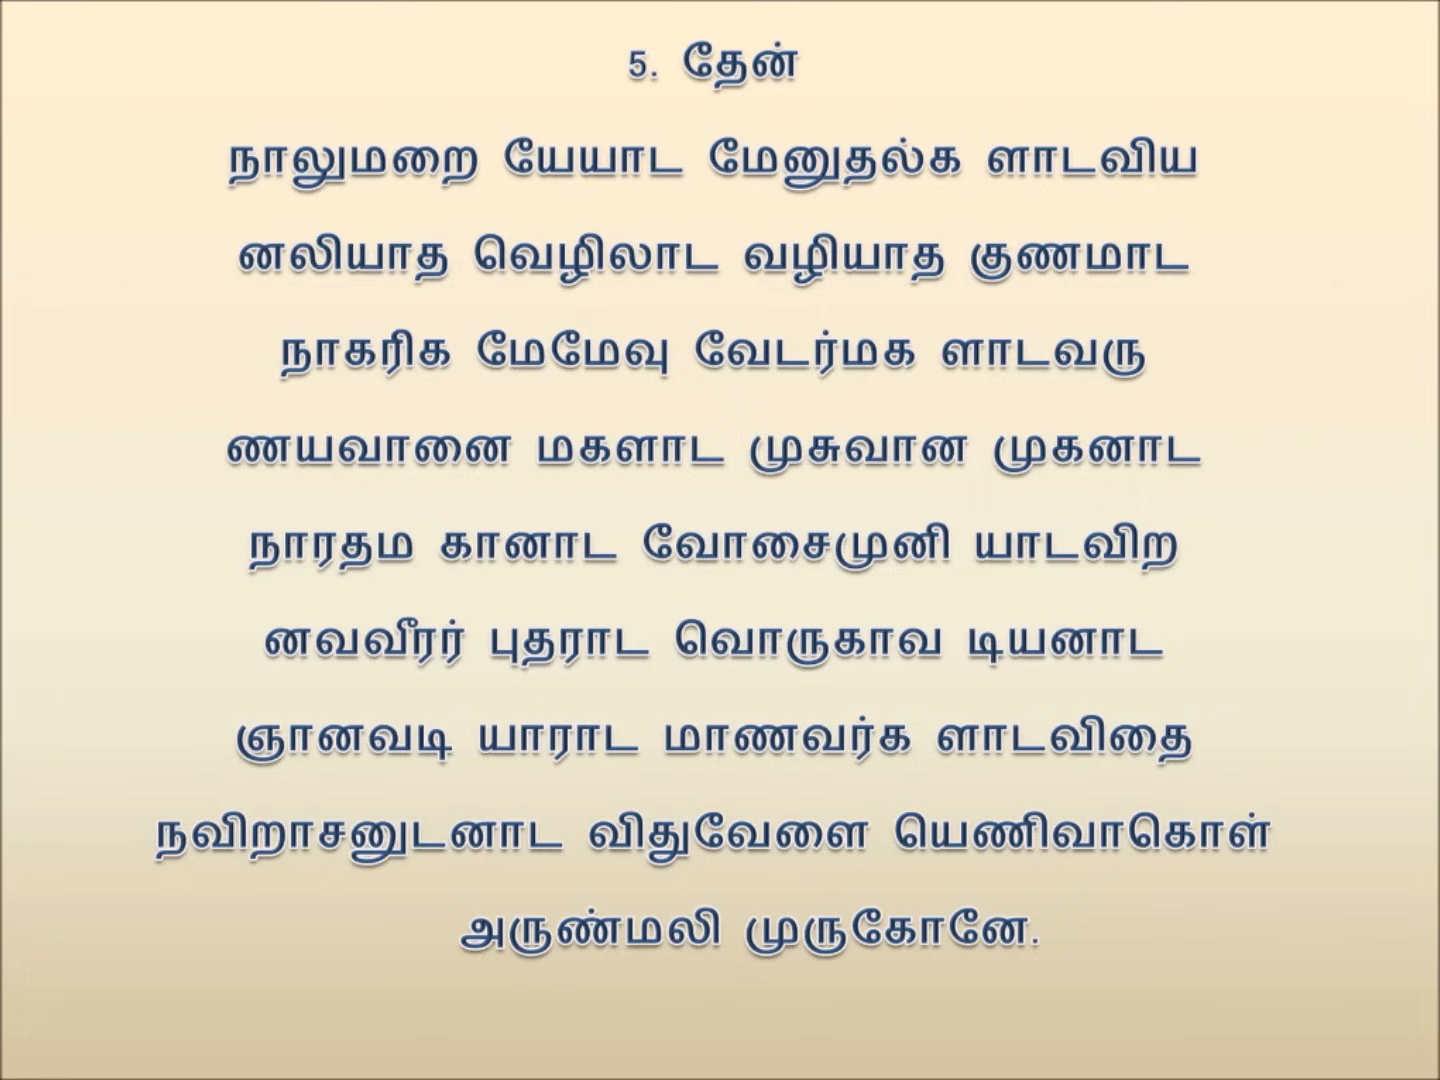 5. தேன்
நாலுமறை யேயாட மேனுதல்க ளாடவிய
னலியாத வெழிலாட வழியாத குணமாட
நாகரிக மேமேவு வேடர்மக ளாடவரு
ணயவானை மகளாட முசுவான முகனாட
நாரதம கானாட வோசைமுனி யாடவிற
னவவீரர் புதராட வொருகாவ டியனாட
ஞானவடி யாராட மாணவர்க ளாடவிதை
நவிறாசனுடனாட விதுவேளை யெணிவாகொள்
அருண்மலி முருகோனே.